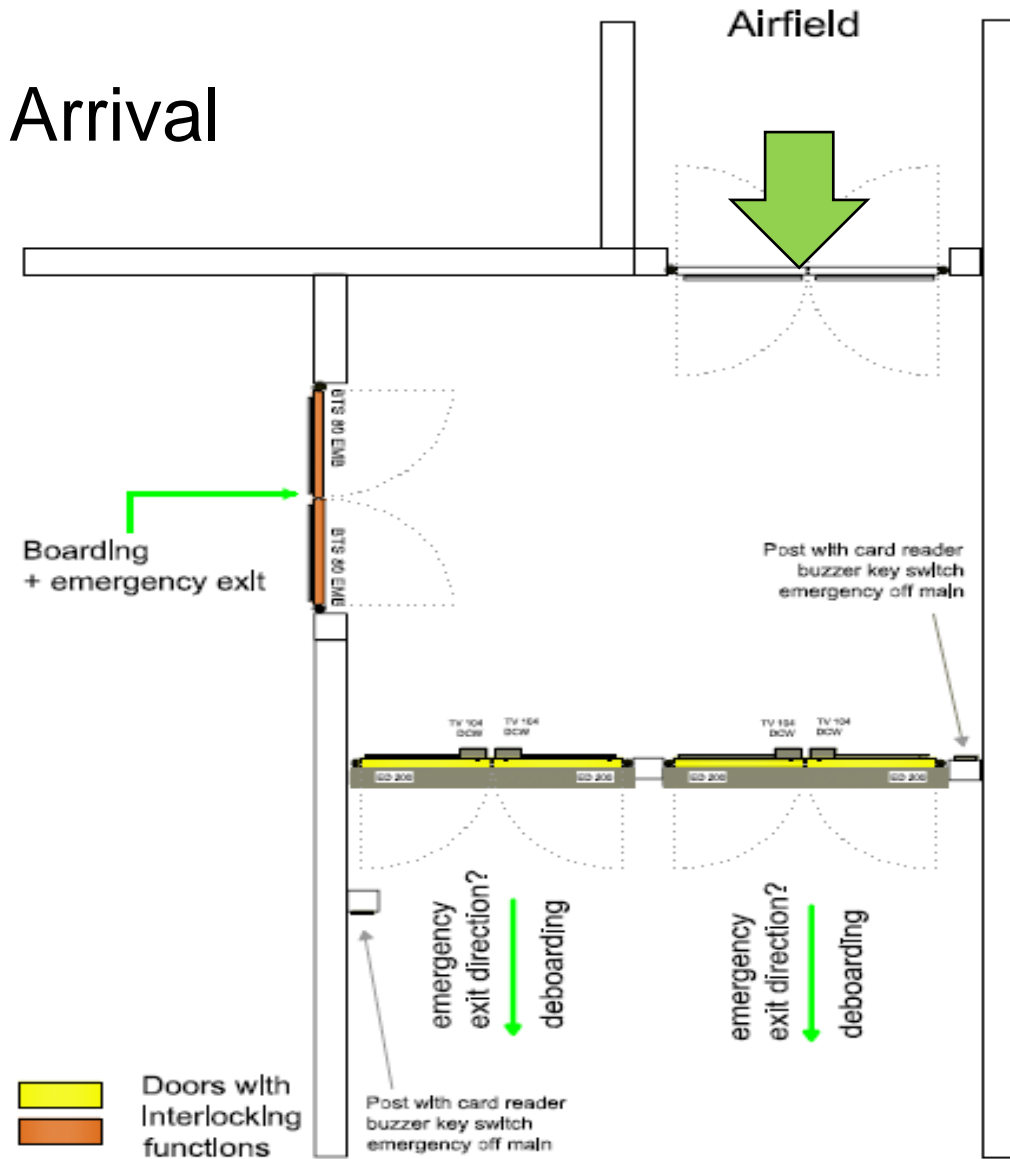 Airfield
Arrival
BTS 80 EMB
BTS 80 EMB
Boarding
+ emergency exit
Post with card reader
buzzer key switch
emergency off main
TV 104
DCW
TV 104
DCW
TV 104
DCW
TV 104
DCW
ED 200
ED 200
ED 200
ED 200
emergency
exit direction?
deboarding
emergency
exit direction?
deboarding
Doors with
Interlocking
functions
Post with card reader
buzzer key switch
emergency off main